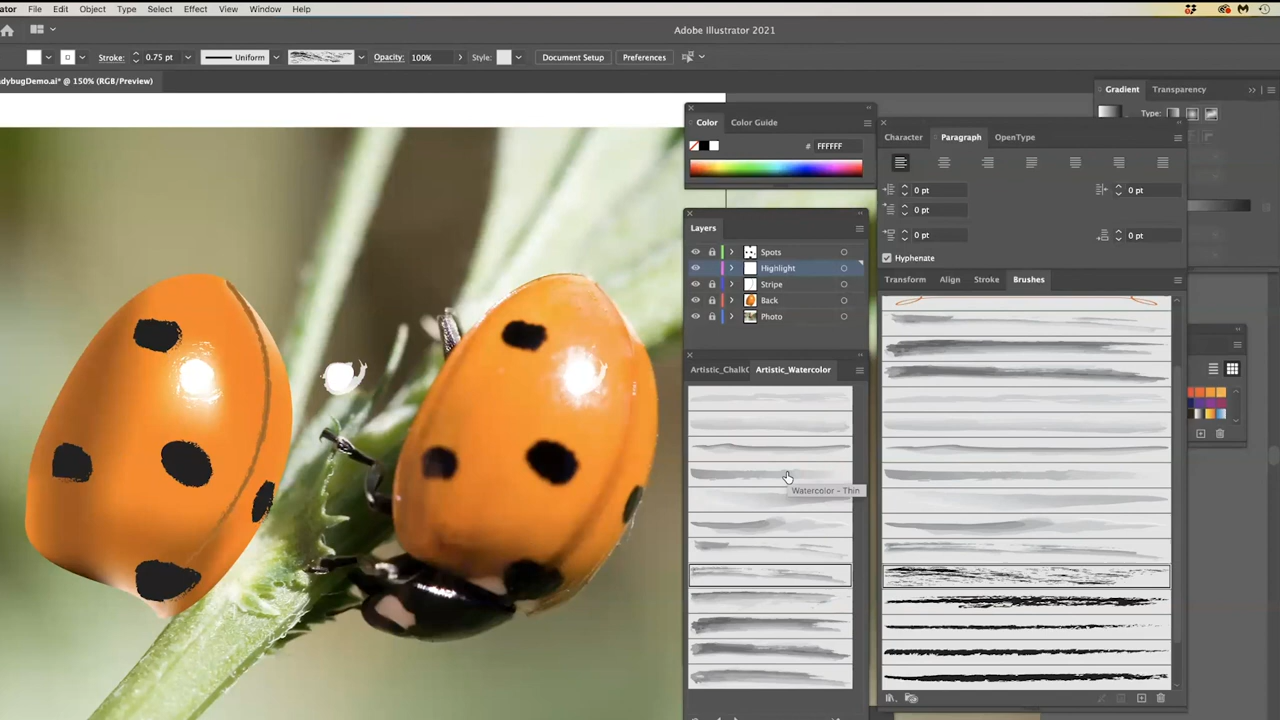 ator File Edit Object Type Select Effect View Window Help
Adobe Illustrator 2021
Stroke: 0.75 pt Uniform Opacity: 100% Style: Document Setup Preferences
adybugDemo.ai* @ 150% (RGB/Preview)
Gradient Transparency
Type:
Color Color Guide
# FFFFFF
Character Paragraph OpenType
0 pt 0 pt
0 pt
0 pt 0 pt
Hyphenate
Layers
Spots
Highlight
Stripe
Back
Photo
Transform Align Stroke Brushes
Artistic_ChalkC Artistic_Watercolor
Watercolor - Thin